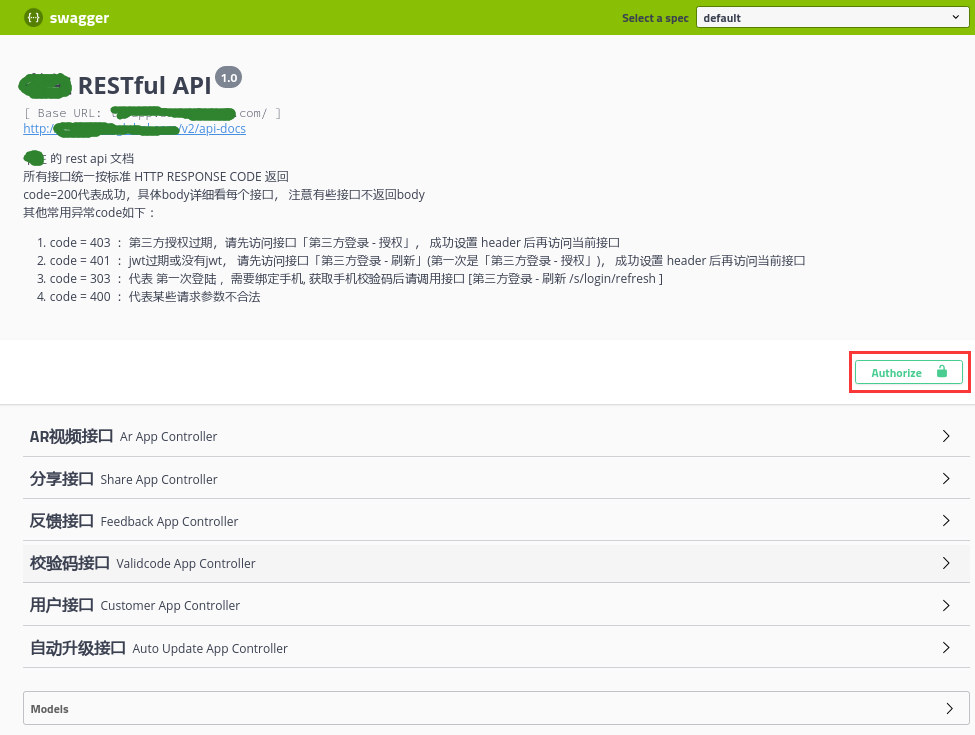 {··} swagger
Select a spec default
RESTful API 1.0
[ Base URL: .com/ ]
http:/ /v2/api-docs
的 rest api 文档
所有接口统一按标准 HTTP RESPONSE CODE 返回
code=200代表成功，具体body详细看每个接口， 注意有些接口不返回body
其他常用异常code如下：
1. code = 403 ： 第三方授权过期，请先访问接口「第三方登录 - 授权」， 成功设置 header 后再访问当前接口
2. code = 401 ： jwt过期或没有jwt， 请先访问接口「第三方登录 - 刷新」(第一次是「第三方登录 - 授权」)， 成功设置 header 后再访问当前接口
3. code = 303 ： 代表 第一次登陆 ，需要绑定手机, 获取手机校验码后请调用接口 [第三方登录 - 刷新 /s/login/refresh ]
4. code = 400 ： 代表某些请求参数不合法
Authorize
AR视频接口 Ar App Controller
分享接口 Share App Controller
反馈接口 Feedback App Controller
校验码接口 Validcode App Controller
用户接口 Customer App Controller
自动升级接口 Auto Update App Controller
Models